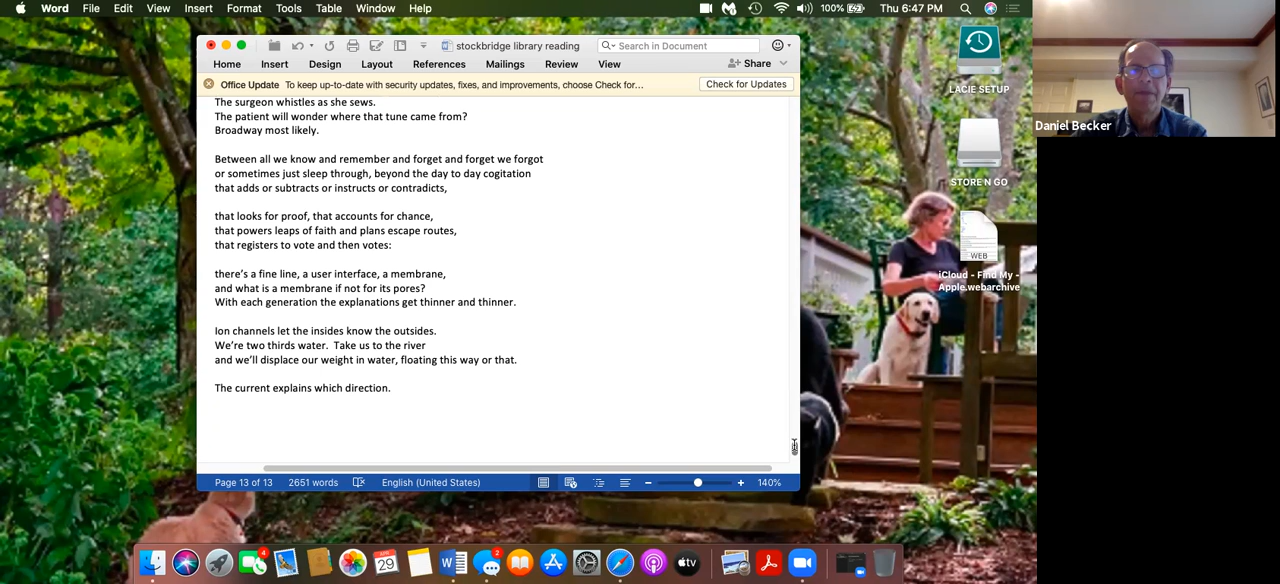 Word File Edit View Insert Format Tools Table Window Help 100% Thu 6:47 PM
stockbridge library reading Search in Document
Home Insert Design Layout References Mailings Review View Share
Office Update To keep up-to-date with security updates, fixes, and improvements, choose Check for... Check for Updates
The surgeon whistles as she sews.
The patient will wonder where that tune came from?
Broadway most likely.
Between all we know and remember and forget and forget we forgot
or sometimes just sleep through, beyond the day to day cogitation
that adds or subtracts or instructs or contradicts,
that looks for proof, that accounts for chance,
that powers leaps of faith and plans escape routes,
that registers to vote and then votes:
there's a fine line, a user interface, a membrane,
and what is a membrane if not for its pores?
With each generation the explanations get thinner and thinner.
Ion channels let the insides know the outsides.
We're two thirds water.  Take us to the river
and we'll displace our weight in water, floating this way or that.
The current explains which direction.
Page 13 of 13 2651 words English (United States) 140%
LACIE SETUP
STORE N GO
WEB
iCloud - Find My -
Apple.webarchive
Daniel Becker
4
APR
29
W
2
tv